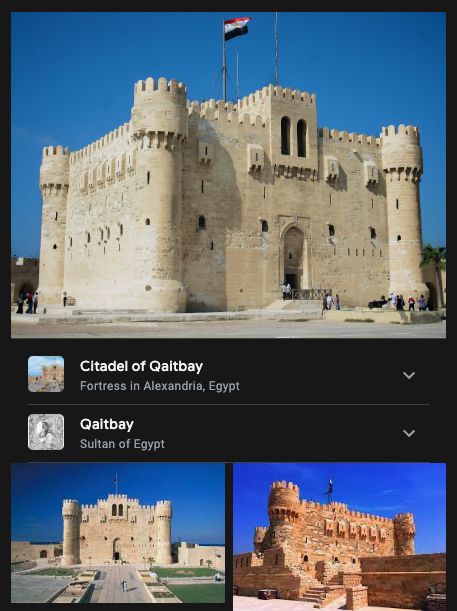 Citadel of Qaitbay
Fortress in Alexandria, Egypt
Qaitbay
Sultan of Egypt